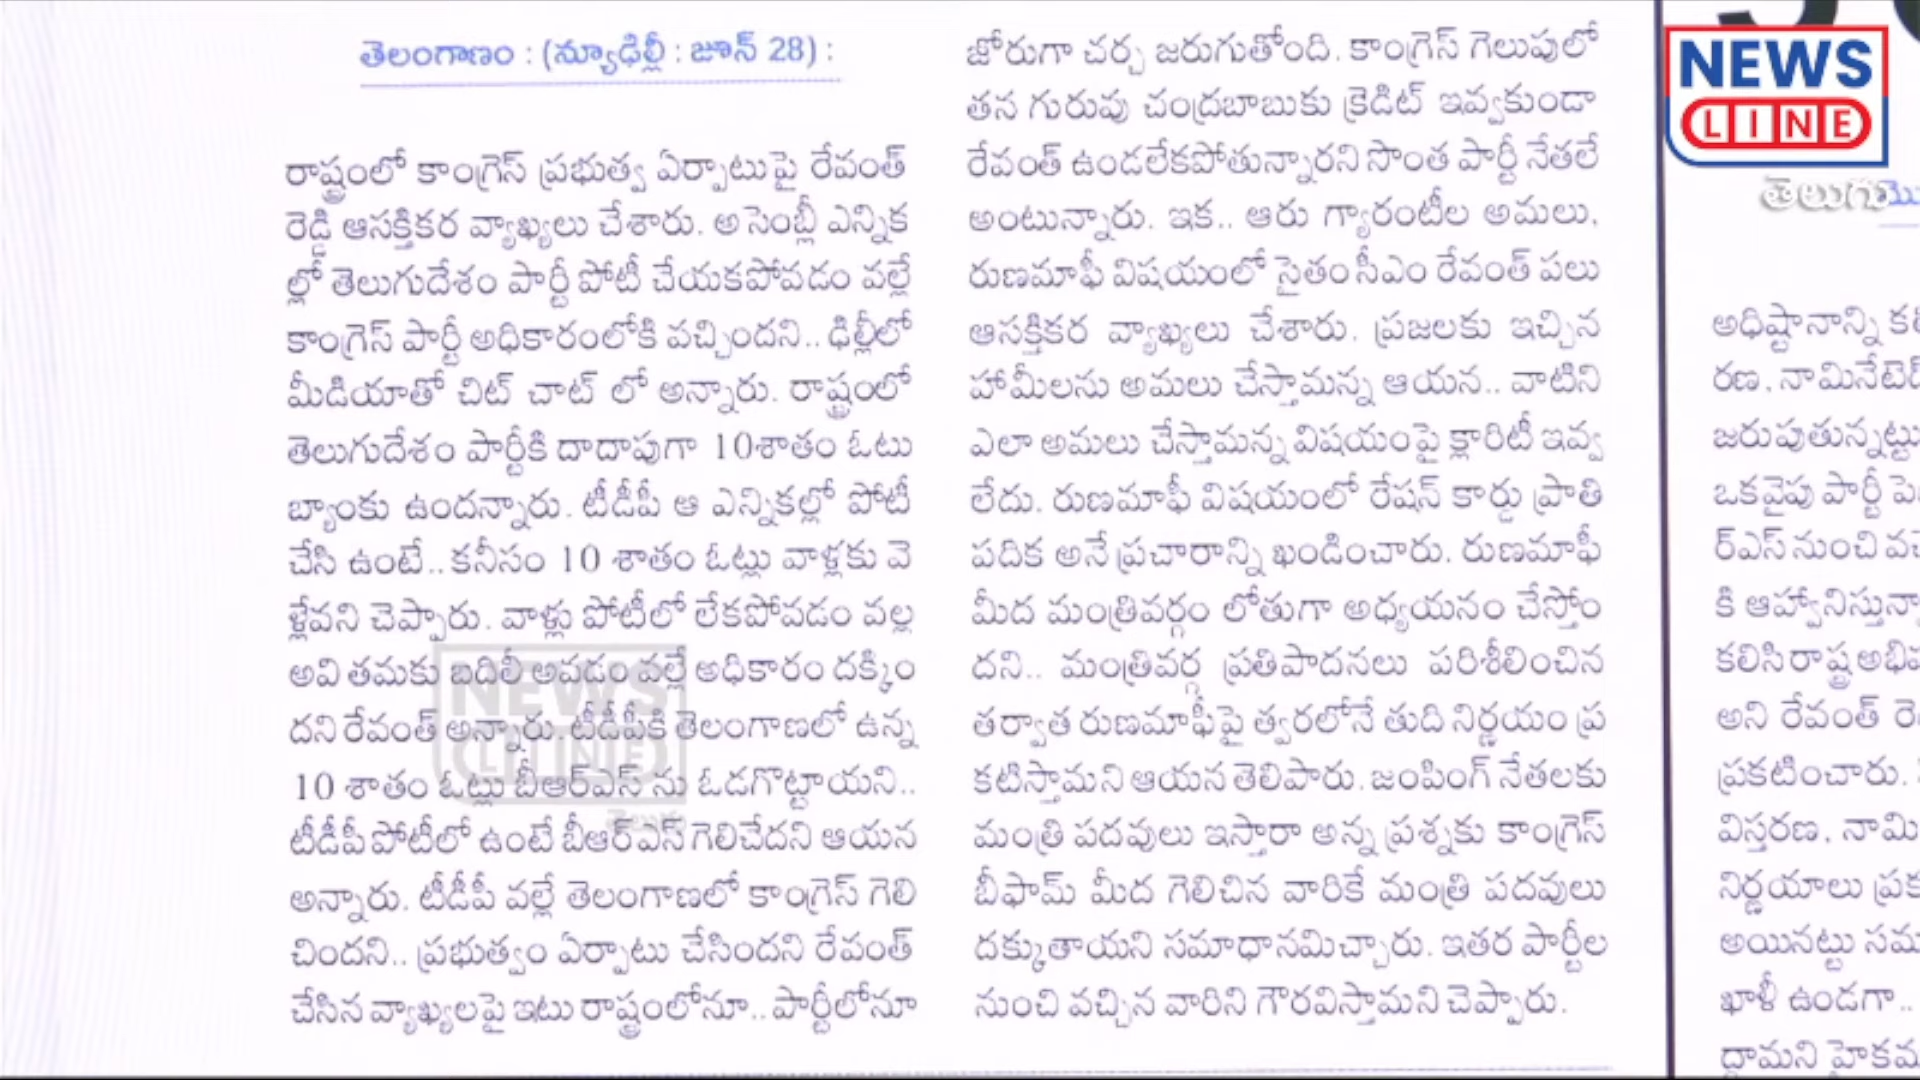 తెలంగాణం : (న్యూఢిల్లీ : జూన్ 28) :
రాష్ట్రంలో కాంగ్రెస్ ప్రభుత్వ ఏర్పాటుపై రేవంత్
రెడ్డి ఆసక్తికర వ్యాఖ్యలు చేశారు. అసెంబ్లీ ఎన్నిక
ల్లో తెలుగుదేశం పార్టీ పోటీ చేయకపోవడం వల్లే
కాంగ్రెస్ పార్టీ అధికారంలోకి వచ్చిందని.. ఢిల్లీలో
మీడియాతో చిట్ చాట్ లో అన్నారు. రాష్ట్రంలో
తెలుగుదేశం పార్టీకి దాదాపుగా 10శాతం ఓటు
బ్యాంకు ఉందన్నారు. టీడీపీ ఆ ఎన్నికల్లో పోటీ
చేసి ఉంటే.. కనీసం 10 శాతం ఓట్లు వాళ్లకు వె
ళ్లేవని చెప్పారు. వాళ్లు పోటీలో లేకపోవడం వల్ల
అవి తమకు బదిలీ అవడం వల్లే అధికారం దక్కిం
దని రేవంత్ అన్నారు. టీడీపీకి తెలంగాణలో ఉన్న
10 శాతం ఓట్లు బీఆర్ఎస్ ను ఓడగొట్టాయని..
టీడీపీ పోటీలో ఉంటే బీఆర్ఎస్ గెలిచేదని ఆయన
అన్నారు. టీడీపీ వల్లే తెలంగాణలో కాంగ్రెస్ గెలి
చిందని.. ప్రభుత్వం ఏర్పాటు చేసిందని రేవంత్
చేసిన వ్యాఖ్యలపై ఇటు రాష్ట్రంలోనూ.. పార్టీలోనూ
జోరుగా చర్చ జరుగుతోంది. కాంగ్రెస్ గెలుపులో
తన గురువు చంద్రబాబుకు క్రెడిట్ ఇవ్వకుండా
రేవంత్ ఉండలేకపోతున్నారని సొంత పార్టీ నేతలే
అంటున్నారు. ఇక.. ఆరు గ్యారంటీల అమలు,
రుణమాఫీ విషయంలో సైతం సీఎం రేవంత్ పలు
ఆసక్తికర వ్యాఖ్యలు చేశారు. ప్రజలకు ఇచ్చిన
హామీలను అమలు చేస్తామన్న ఆయన.. వాటిని
ఎలా అమలు చేస్తామన్న విషయంపై క్లారిటీ ఇవ్వ
లేదు. రుణమాఫీ విషయంలో రేషన్ కార్డు ప్రాతి
పదిక అనే ప్రచారాన్ని ఖండించారు. రుణమాఫీ
మీద మంత్రివర్గం లోతుగా అధ్యయనం చేస్తోం
దని.. మంత్రివర్గ ప్రతిపాదనలు పరిశీలించిన
తర్వాత రుణమాఫీపై త్వరలోనే తుది నిర్ణయం ప్ర
కటిస్తామని ఆయన తెలిపారు. జంపింగ్ నేతలకు
మంత్రి పదవులు ఇస్తారా అన్న ప్రశ్నకు కాంగ్రెస్
బీఫామ్ మీద గెలిచిన వారికే మంత్రి పదవులు
దక్కుతాయని సమాధానమిచ్చారు. ఇతర పార్టీల
నుంచి వచ్చిన వారిని గౌరవిస్తామని చెప్పారు.
NEWS
LINE
తెలుగు
అధిష్టానాన్ని
రణ, నామినేటెడ్
జరుపుతున్నట్టు
ఒకవైపు పార్టీ
ర్ఎస్ నుంచి
కి
కలిసి రాష్ట్ర
అని రేవంత్
ప్రకటించారు.
విస్తరణ,
నిర్ణయాలు
అయినట్టు
ఖాళీ ఉండగా..
ద్దామని
NEWS
LINE
తెలుగు